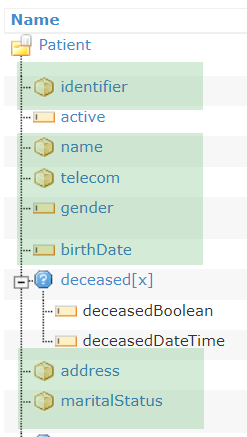 Name
Patient
identifier
active
name
telecom
gender
birthDate
deceased[x]
deceasedBoolean
deceasedDateTime
address
maritalStatus